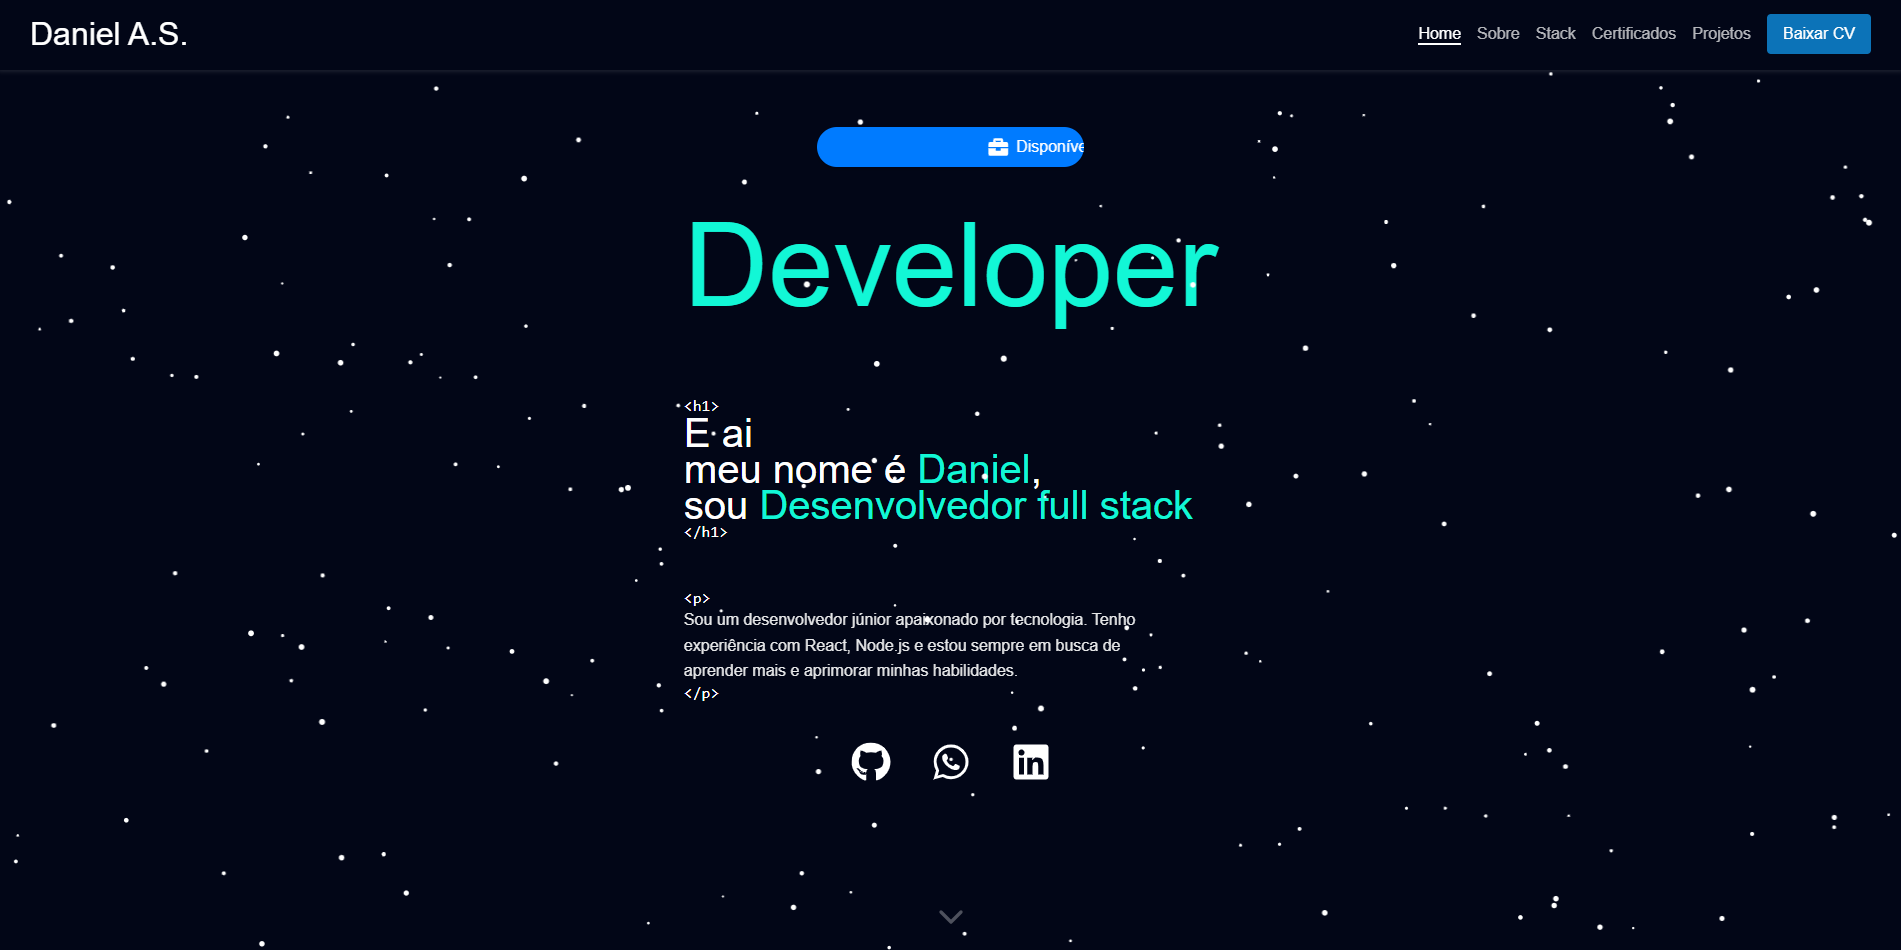 Daniel A.S.
Home Sobre Stack Certificados Projetos Baixar CV
Disponíve
Developer
<h1>
E ai
meu nome é Daniel,
sou Desenvolvedor full stack
</h1>
<p>
Sou um desenvolvedor júnior apaixonado por tecnologia. Tenho
experiência com React, Node.js e estou sempre em busca de
aprender mais e aprimorar minhas habilidades.
</p>
in